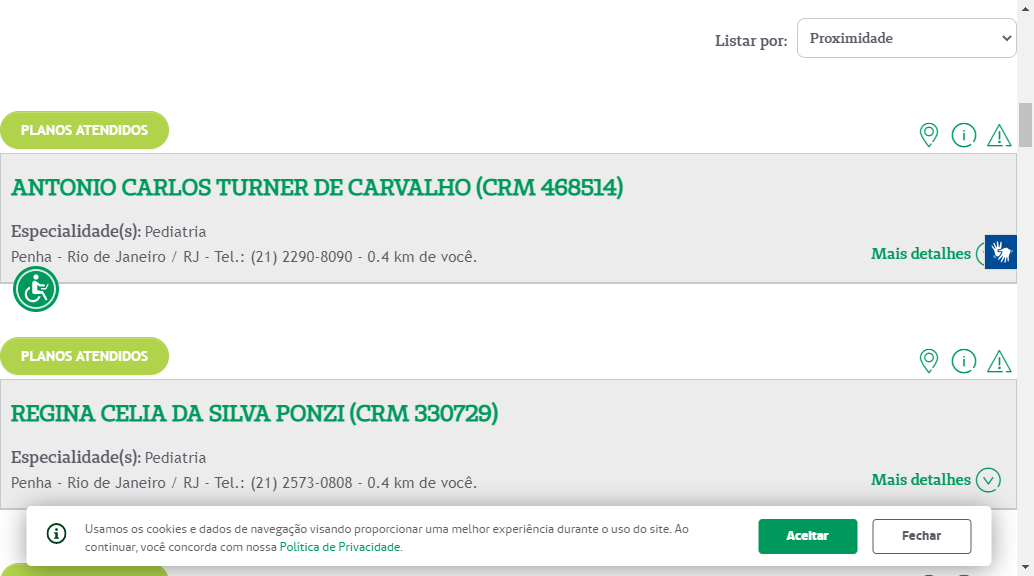 Listar por:
Proximidade
PLANOS ATENDIDOS
ANTONIO CARLOS TURNER DE CARVALHO (CRM 468514)
Especialidade(s): Pediatria
Penha - Rio de Janeiro / RJ - Tel.: (21) 2290-8090 - 0.4 km de você.
Mais detalhes
PLANOS ATENDIDOS
REGINA CELIA DA SILVA PONZI (CRM 330729)
Especialidade(s): Pediatria
Penha - Rio de Janeiro / RJ - Tel.: (21) 2573-0808 - 0.4 km de você.
Mais detalhes
Usamos os cookies e dados de navegação visando proporcionar uma melhor experiência durante o uso do site. Ao
continuar, você concorda com nossa Política de Privacidade.
Aceitar
Fechar